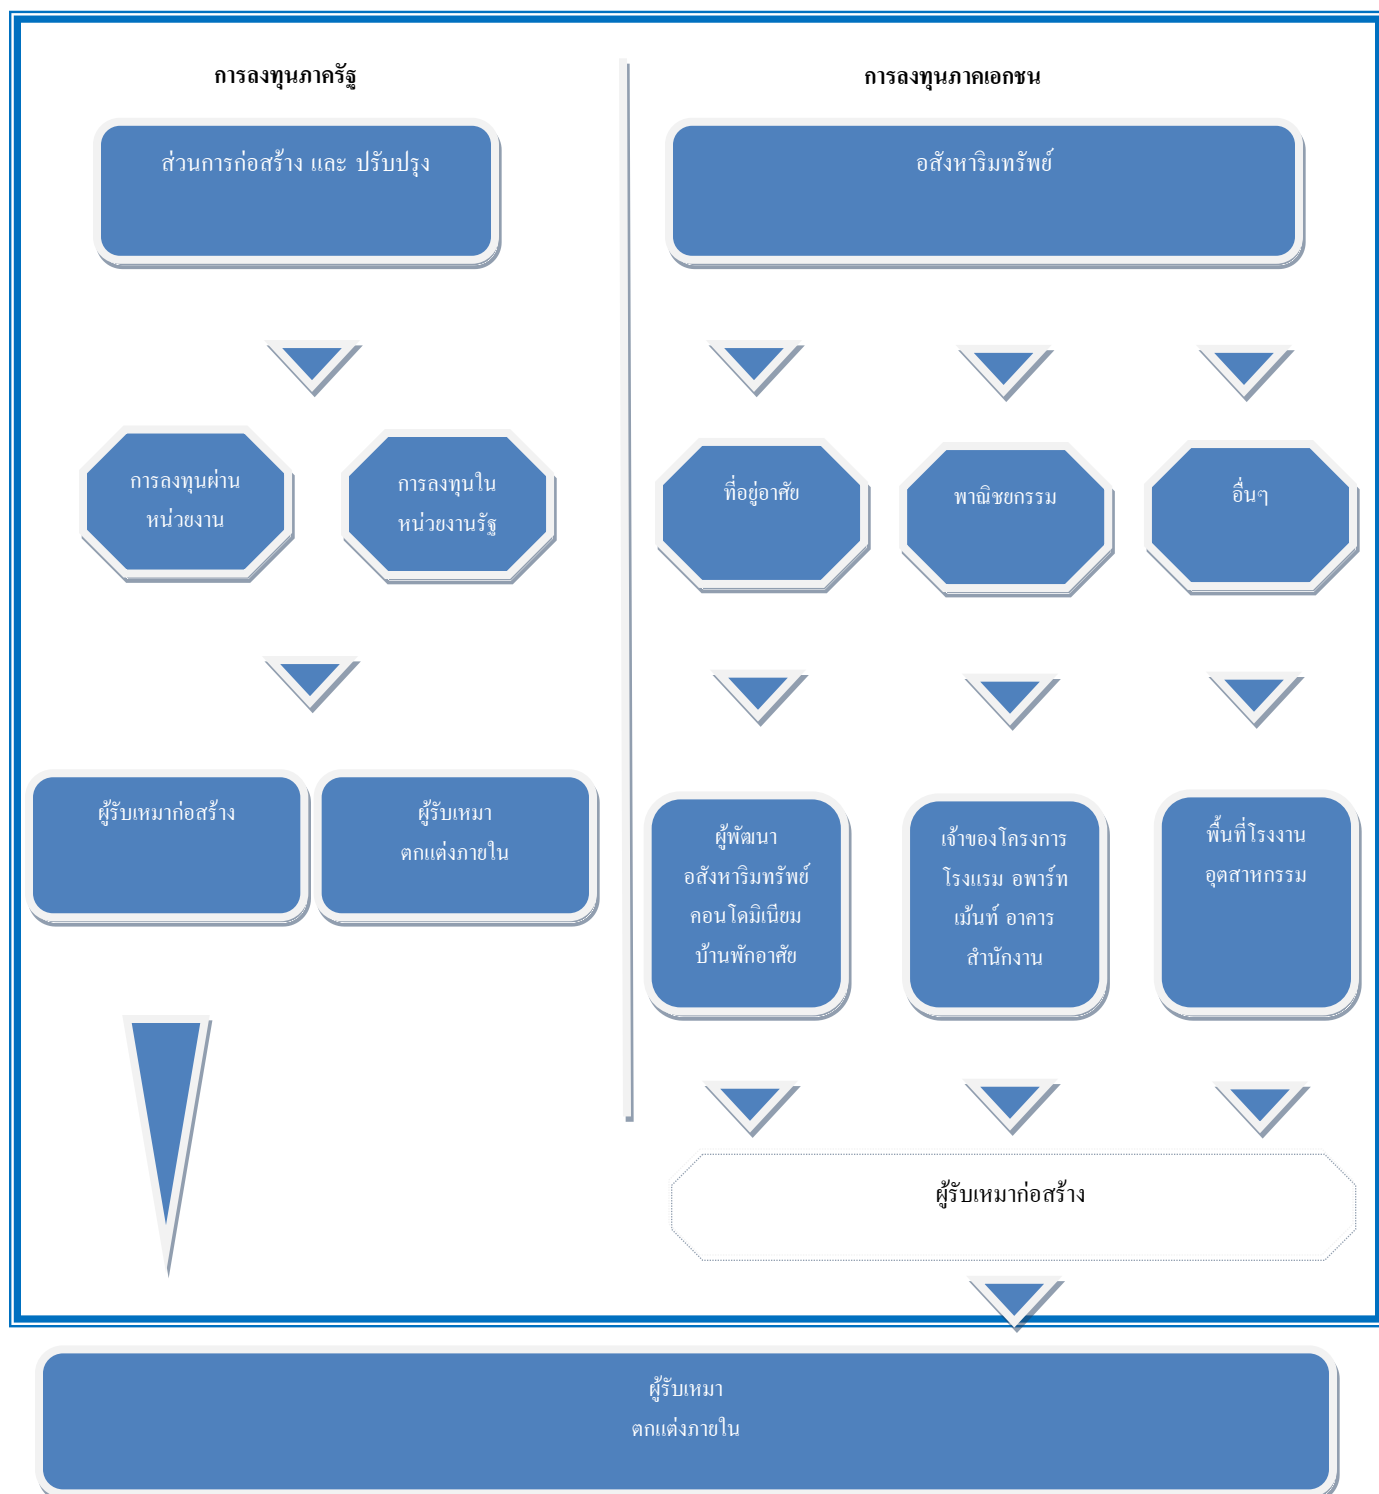 การลงทุนภาครัฐ
ส่วนการก่อสร้าง และ ปรับปรุง
การลงทุนผ่าน
หน่วยงาน
การลงทุนใน
หน่วยงานรัฐ
ผู้รับเหมาก่อสร้าง
ผู้รับเหมา
ตกแต่งภายใน
การลงทุนภาคเอกชน
อสังหาริมทรัพย์
ที่อยู่อาศัย
พาณิชยกรรม
อื่นๆ
ผู้พัฒนา
อสังหาริมทรัพย์
คอนโดมิเนียม
บ้านพักอาศัย
เจ้าของโครงการ
โรงแรม อพาร์ท
เม้นท์ อาคาร
สำนักงาน
พื้นที่โรงงาน
อุตสาหกรรม
ผู้รับเหมาก่อสร้าง
ผู้รับเหมา
ตกแต่งภายใน